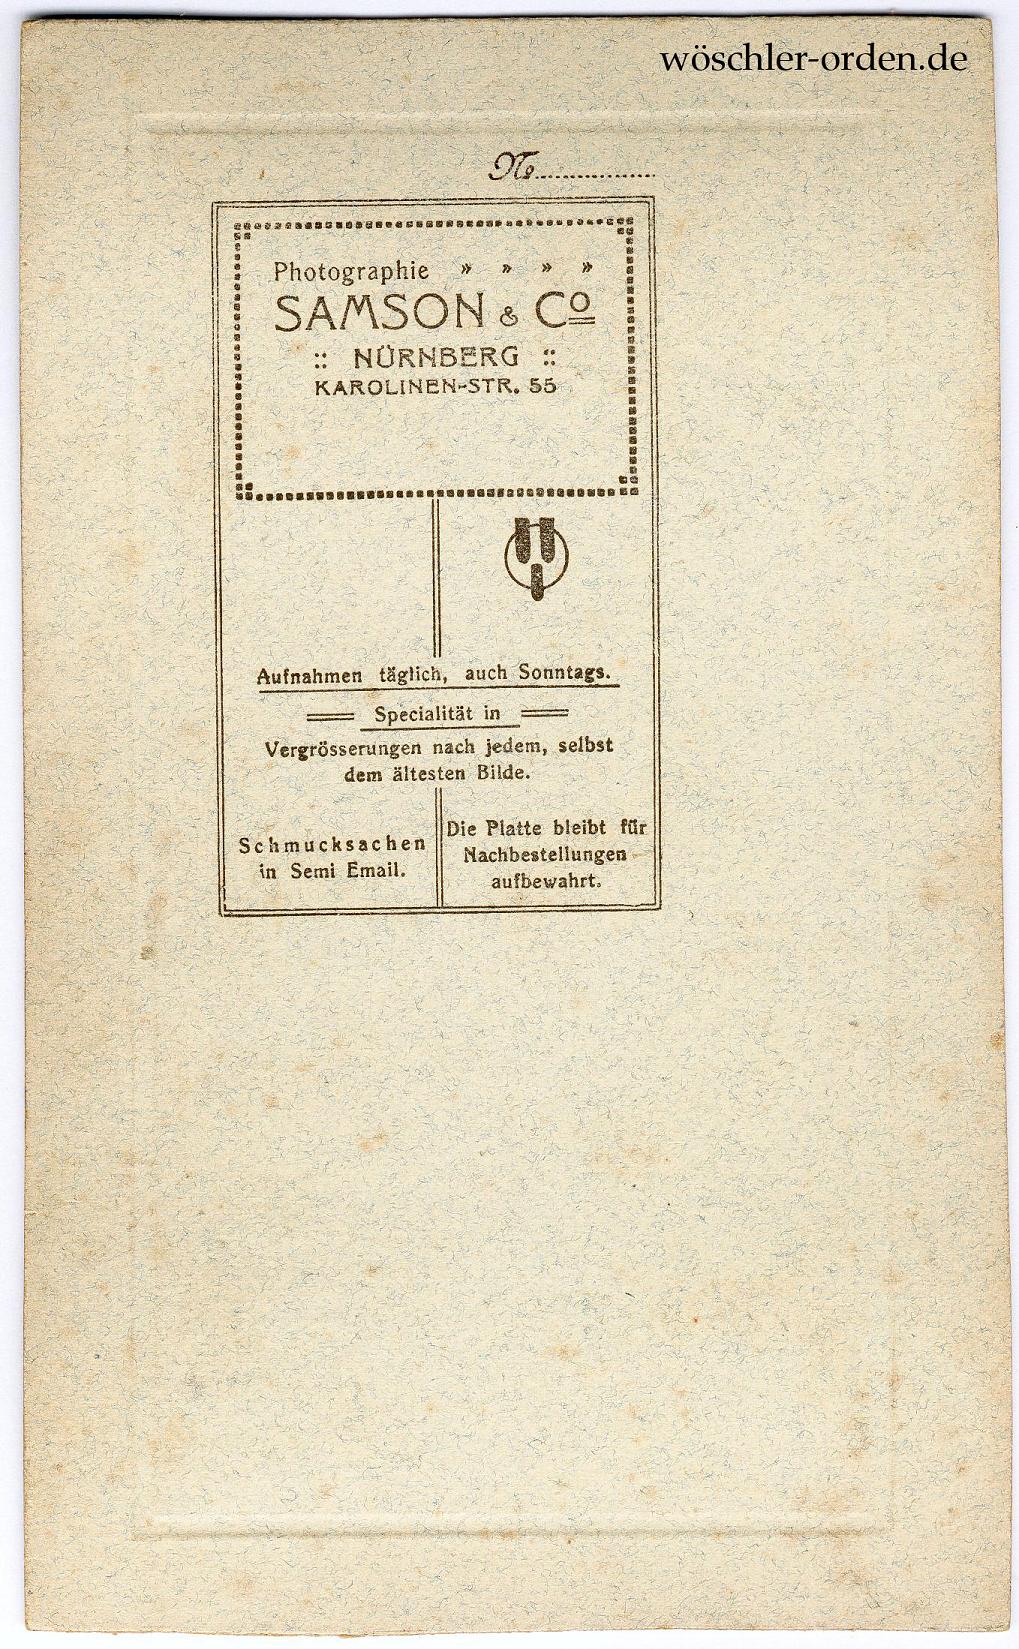 wöschler-orden.de
No...................
Photographie » » » »
SAMSON & Co
:: NÜRNBERG ::
KAROLINEN-STR. 55
Aufnahmen täglich, auch Sonntags.
Specialität in
Vergrösserungen nach jedem, selbst
dem ältesten Bilde.
Schmucksachen
in Semi Email.
Die Platte bleibt für
Nachbestellungen
aufbewahrt.